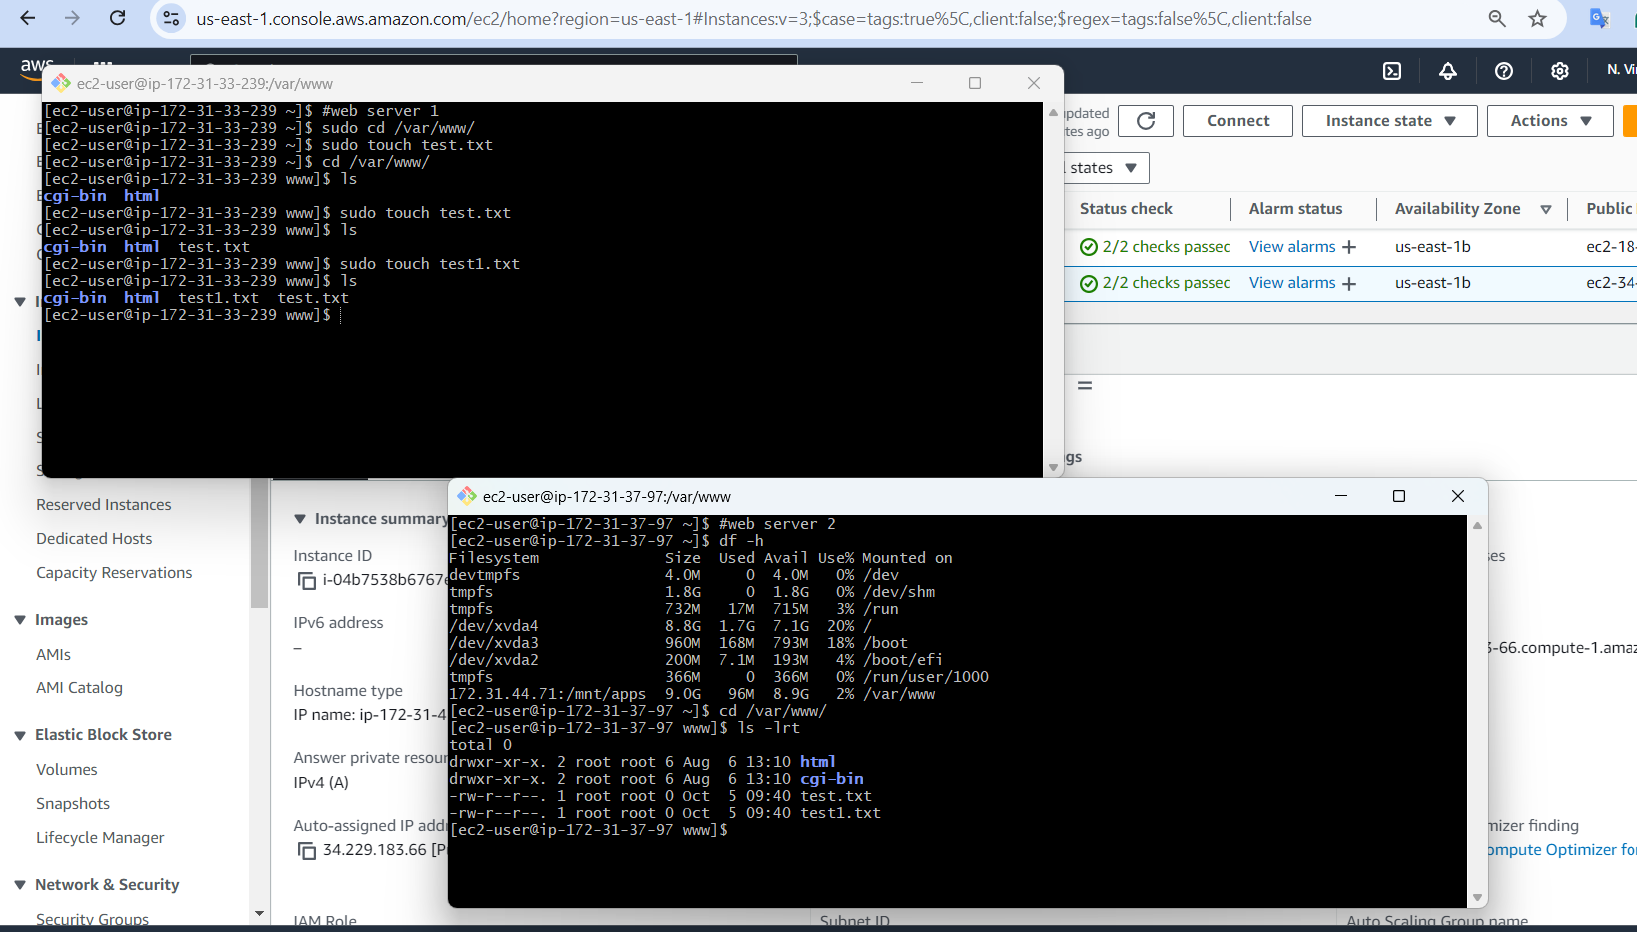 us-east-1.console.aws.amazon.com/ec2/home?region=us-east-1#Instances:v=3;$case=tags:true%5C,client:false;$regex=tags:false%5C,client:false
aws
N. Vi
ec2-user@ip-172-31-33-239:/var/www
[ec2-user@ip-172-31-33-239 ~]$ #web server 1
[ec2-user@ip-172-31-33-239 ~]$ sudo cd /var/www/
[ec2-user@ip-172-31-33-239 ~]$ sudo touch test.txt
[ec2-user@ip-172-31-33-239 ~]$ cd /var/www/
[ec2-user@ip-172-31-33-239 www]$ ls
cgi-bin  html
[ec2-user@ip-172-31-33-239 www]$ sudo touch test.txt
[ec2-user@ip-172-31-33-239 www]$ ls
cgi-bin  html  test.txt
[ec2-user@ip-172-31-33-239 www]$ sudo touch test1.txt
[ec2-user@ip-172-31-33-239 www]$ ls
cgi-bin  html  test1.txt  test.txt
[ec2-user@ip-172-31-33-239 www]$
updated
tes ago
Connect
Instance state
Actions
states
Status check
Alarm status
Availability Zone
Public
2/2 checks passec
View alarms +
us-east-1b
ec2-18-
2/2 checks passec
View alarms +
us-east-1b
ec2-34-
gs
Reserved Instances
Dedicated Hosts
Capacity Reservations
Images
AMIs
AMI Catalog
Elastic Block Store
Volumes
Snapshots
Lifecycle Manager
Network & Security
Security Groups
Instance summary
Instance ID
i-04b7538b6767e
IPv6 address
–
Hostname type
IP name: ip-172-31-4
Answer private resour
IPv4 (A)
Auto-assigned IP addr
34.229.183.66 [P
IAM Role
ec2-user@ip-172-31-37-97:/var/www
[ec2-user@ip-172-31-37-97 ~]$ #web server 2
[ec2-user@ip-172-31-37-97 ~]$ df -h
Filesystem               Size  Used Avail Use% Mounted on
devtmpfs                 4.0M     0  4.0M   0% /dev
tmpfs                    1.8G     0  1.8G   0% /dev/shm
tmpfs                    732M   17M  715M   3% /run
/dev/xvda4               8.8G  1.7G  7.1G  20% /
/dev/xvda3               960M  168M  793M  18% /boot
/dev/xvda2               200M  7.1M  193M   4% /boot/efi
tmpfs                    366M     0  366M   0% /run/user/1000
172.31.44.71:/mnt/apps  9.0G   96M  8.9G   2% /var/www
[ec2-user@ip-172-31-37-97 ~]$ cd /var/www/
[ec2-user@ip-172-31-37-97 www]$ ls -lrt
total 0
drwxr-xr-x. 2 root root 6 Aug  6 13:10 html
drwxr-xr-x. 2 root root 6 Aug  6 13:10 cgi-bin
-rw-r--r--. 1 root root 0 Oct  5 09:40 test.txt
-rw-r--r--. 1 root root 0 Oct  5 09:40 test1.txt
[ec2-user@ip-172-31-37-97 www]$
ses
3-66.compute-1.amaz
mizer finding
ompute Optimizer fo
Subnet ID
Auto Scaling Group name